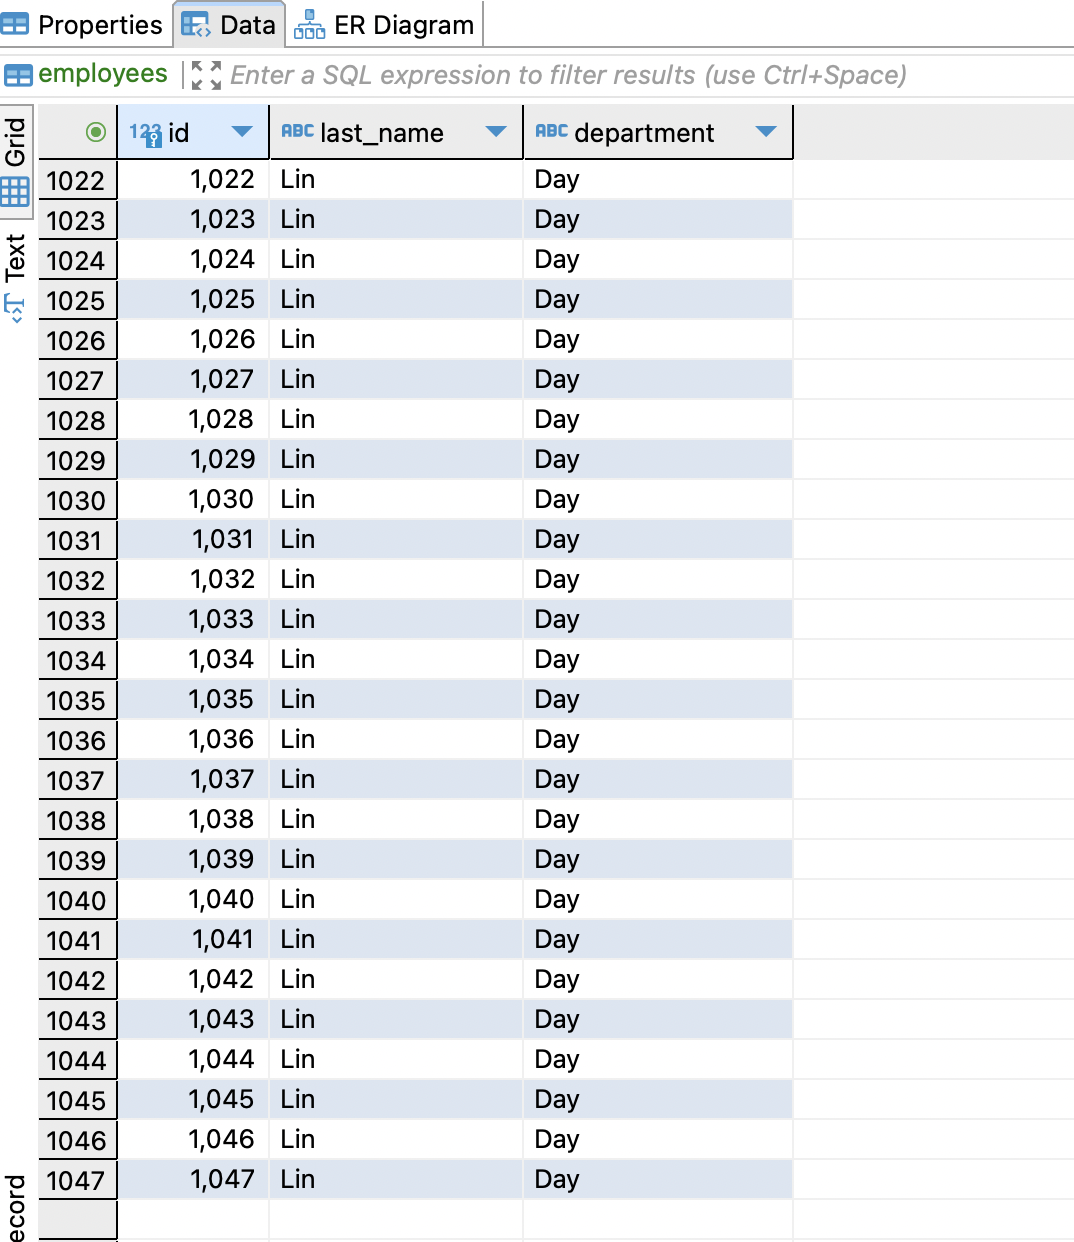 Properties Data ER Diagram
employees Enter a SQL expression to filter results (use Ctrl+Space)
Grid
Text
ecord
123 id ABC last_name ABC department
1022 1,022 Lin Day
1023 1,023 Lin Day
1024 1,024 Lin Day
1025 1,025 Lin Day
1026 1,026 Lin Day
1027 1,027 Lin Day
1028 1,028 Lin Day
1029 1,029 Lin Day
1030 1,030 Lin Day
1031 1,031 Lin Day
1032 1,032 Lin Day
1033 1,033 Lin Day
1034 1,034 Lin Day
1035 1,035 Lin Day
1036 1,036 Lin Day
1037 1,037 Lin Day
1038 1,038 Lin Day
1039 1,039 Lin Day
1040 1,040 Lin Day
1041 1,041 Lin Day
1042 1,042 Lin Day
1043 1,043 Lin Day
1044 1,044 Lin Day
1045 1,045 Lin Day
1046 1,046 Lin Day
1047 1,047 Lin Day